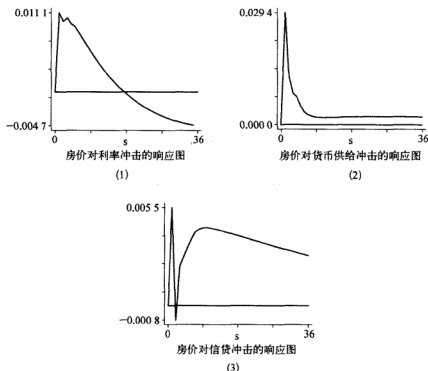 0.011 1
-0.004 7
0
s
36
房价对利率冲击的响应图
(1)
0.029 4
0.000 0
0
s
36
房价对货币供给冲击的响应图
(2)
0.005 5
-0.000 8
0
s
36
房价对信贷冲击的响应图
(3)